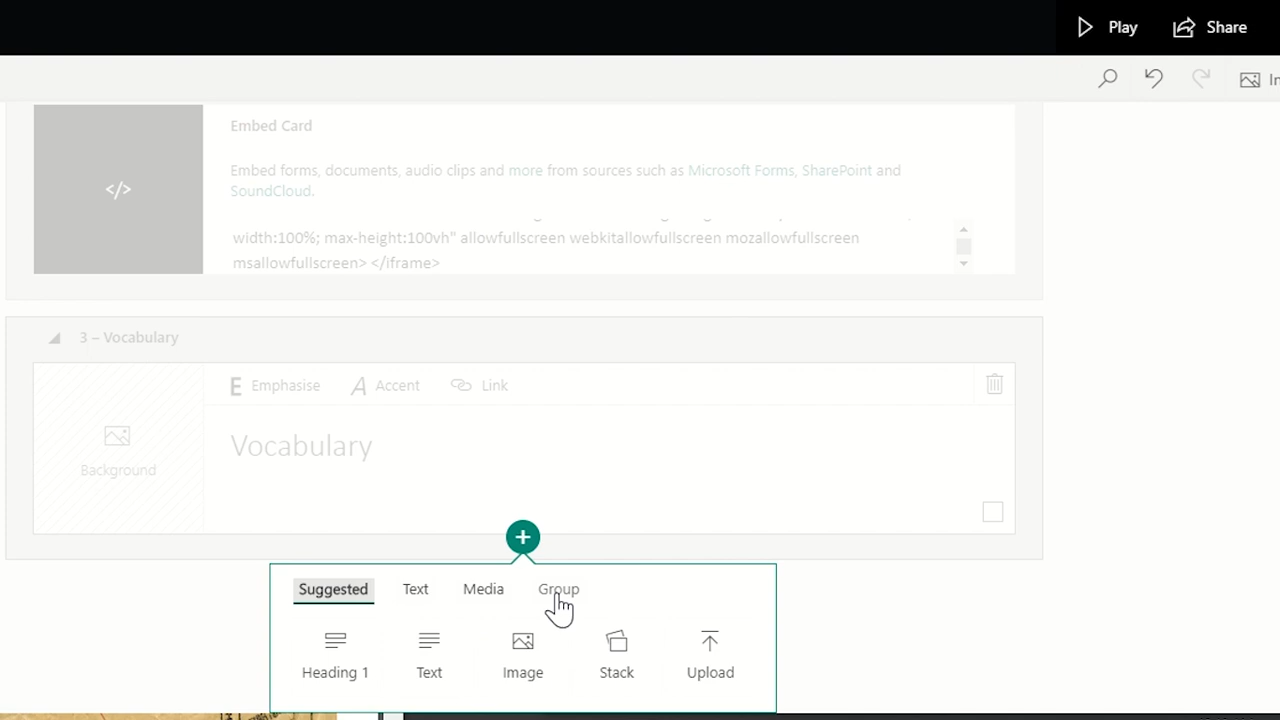 Play Share
In
Embed Card
</>
Embed forms, documents, audio clips and more from sources such as Microsoft Forms, SharePoint and
SoundCloud.
width:100%; max-height:100vh" allowfullscreen webkitallowfullscreen mozallowfullscreen
msallowfullscreen> </iframe>
3 – Vocabulary
E Emphasise A Accent Link
Background
Vocabulary
Suggested Text Media Group
Heading 1 Text Image Stack Upload